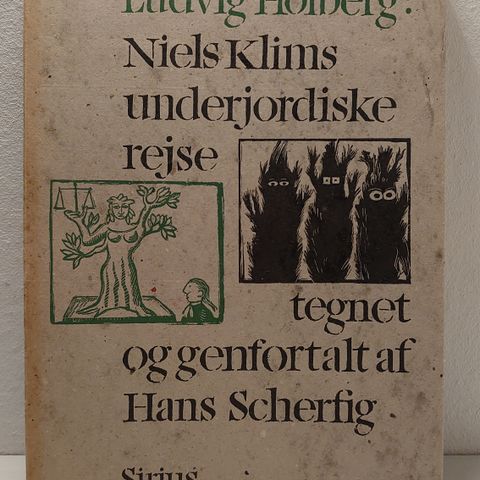 Ludvig Holberg:
Niels Klims
underjordiske
rejse
tegnet
og genfortalt af
Hans Scherfig
Sirius